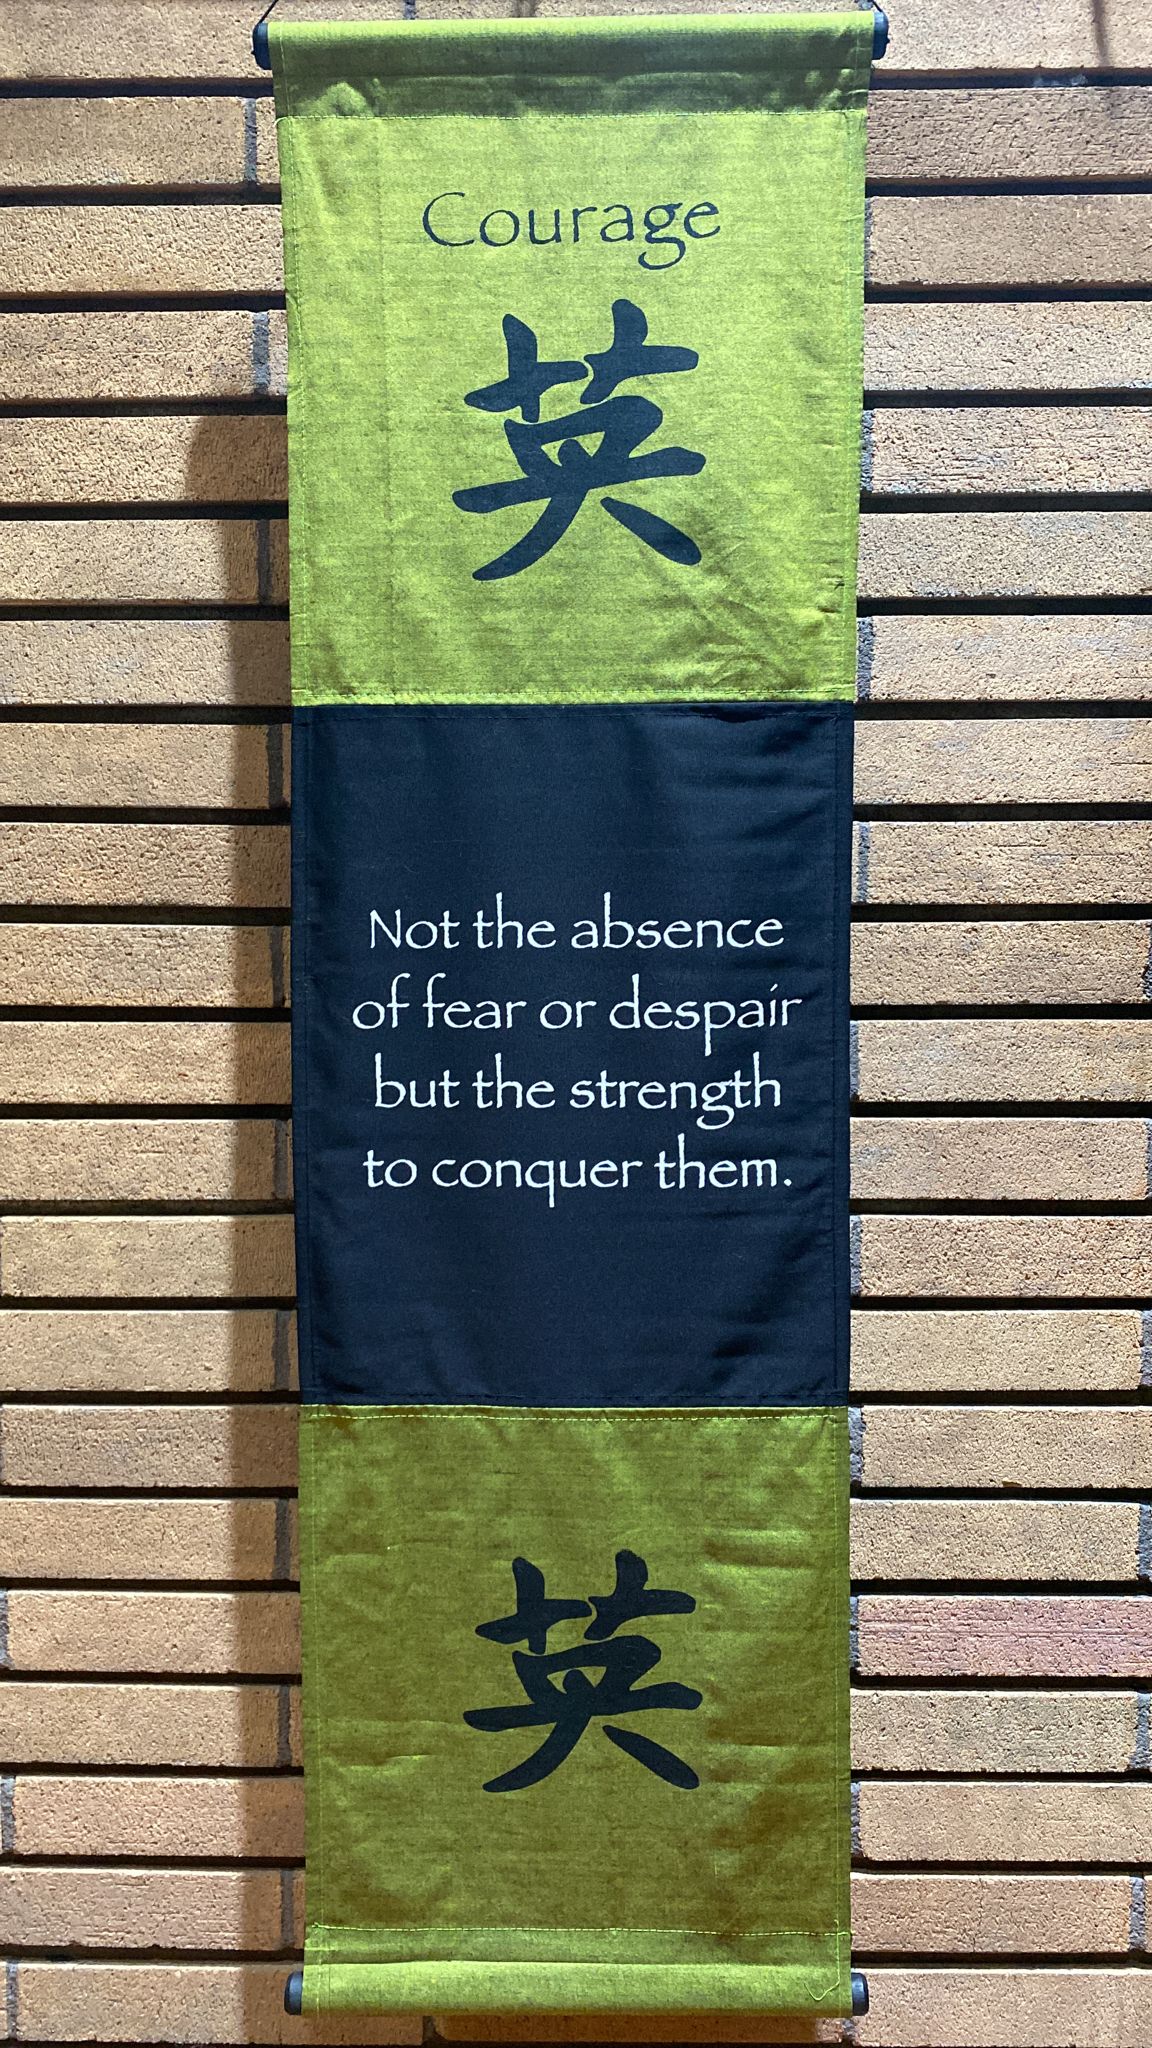 Courage
英
Not the absence
of fear or despair
but the strength
to conquer them.
英